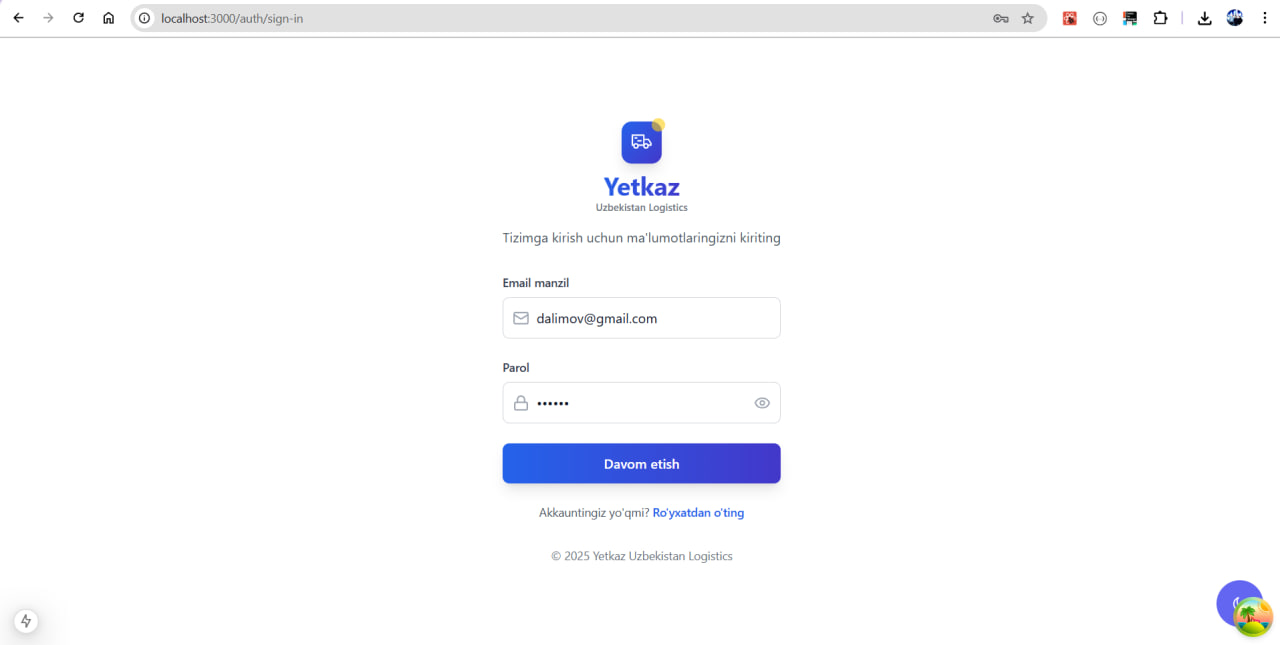 localhost:3000/auth/sign-in
Yetkaz
Uzbekistan Logistics
Tizimga kirish uchun ma'lumotlaringizni kiriting
Email manzil
dalimov@gmail.com
Parol
••••••
Davom etish
Akkauntingiz yo'qmi? Ro'yxatdan o'ting
© 2025 Yetkaz Uzbekistan Logistics